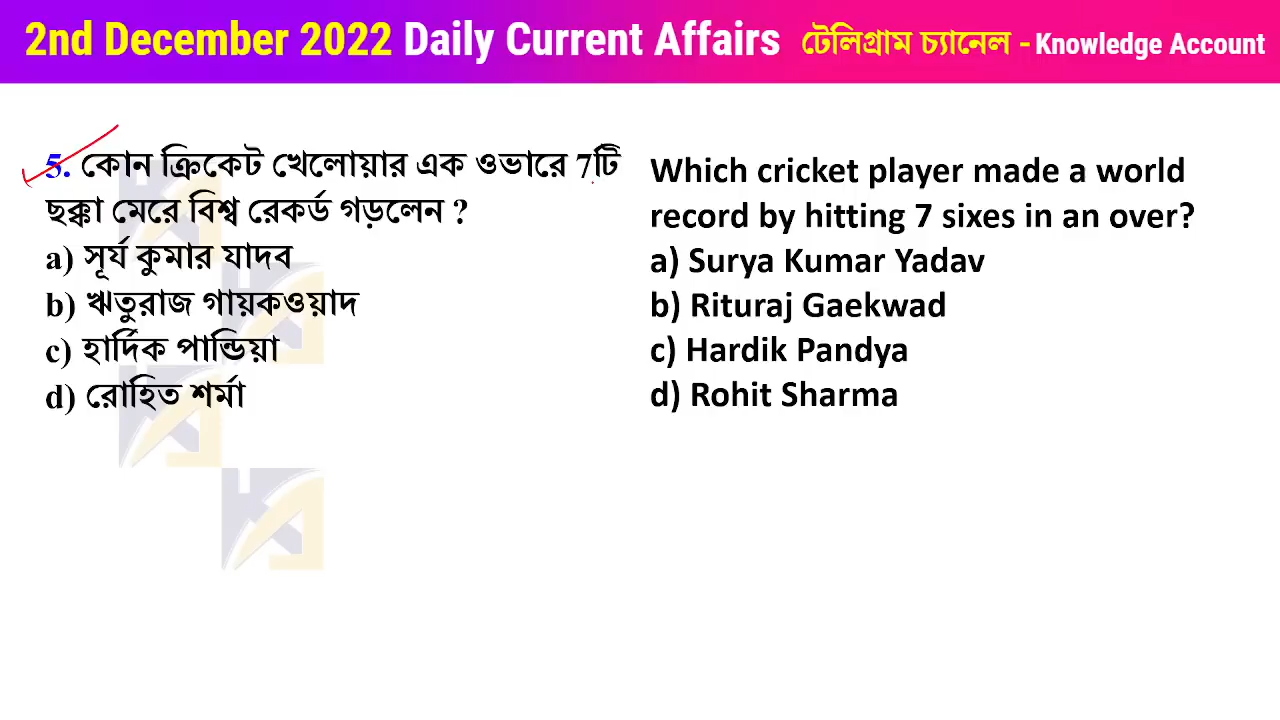 2nd December 2022 Daily Current Affairs টেলিগ্রাম চ্যানেল - Knowledge Account
5. কোন ক্রিকেট খেলোয়ার এক ওভারে 7টি
ছক্কা মেরে বিশ্ব রেকর্ড গড়লেন ?
a) সূর্য কুমার যাদব
b) ঋতুরাজ গায়কওয়াদ
c) হার্দিক পান্ডিয়া
d) রোহিত শর্মা
Which cricket player made a world
record by hitting 7 sixes in an over?
a) Surya Kumar Yadav
b) Rituraj Gaekwad
c) Hardik Pandya
d) Rohit Sharma